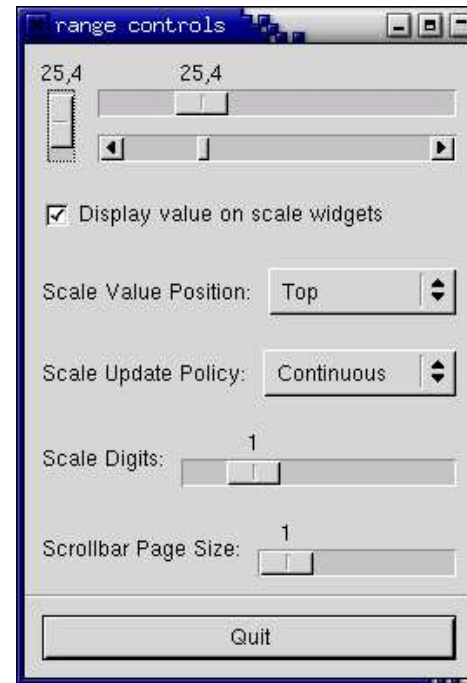 range controls
25,4 25,4
Display value on scale widgets
Scale Value Position: Top
Scale Update Policy: Continuous
1
Scale Digits:
1
Scrollbar Page Size:
Quit